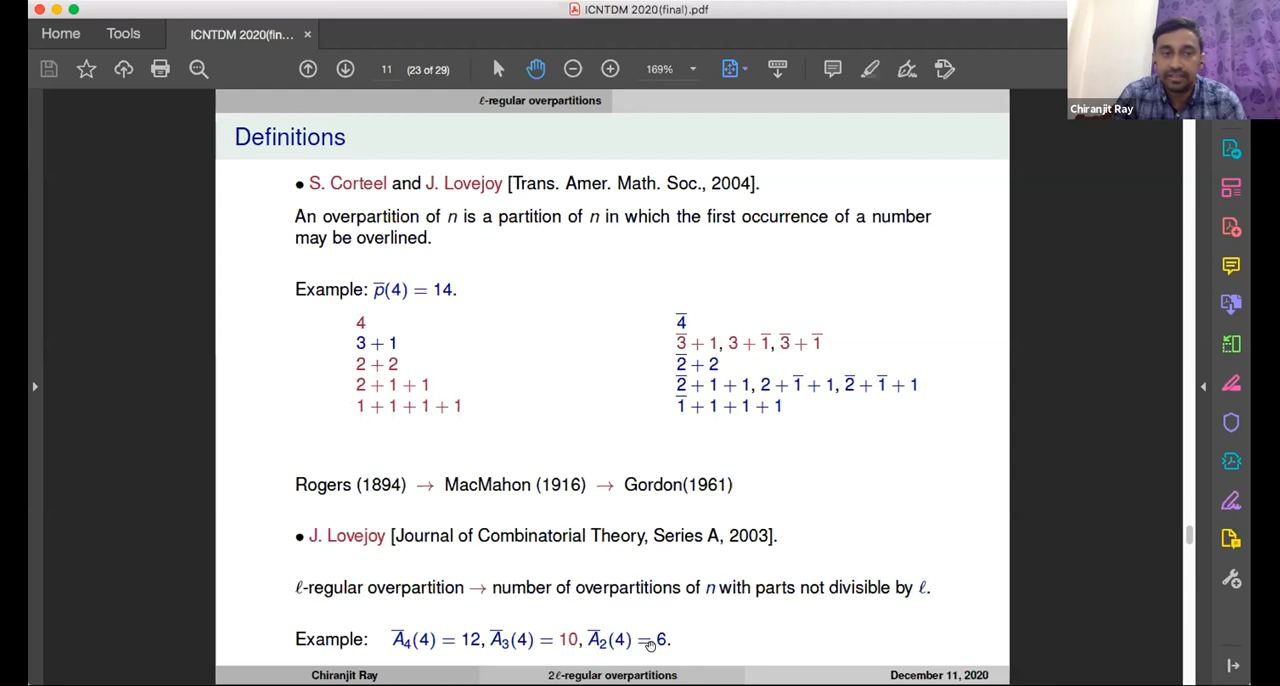 ICNTDM 2020(final).pdf
Home Tools ICNTDM 2020(fin... ×
11 (23 of 29) 169%
Chiranjit Ray
ℓ-regular overpartitions
Definitions
● S. Corteel and J. Lovejoy [Trans. Amer. Math. Soc., 2004].
An overpartition of n is a partition of n in which the first occurrence of a number
may be overlined.
Example: p̅(4) = 14.
4 4̅
3 + 1 3̅ + 1, 3 + 1̅, 3̅ + 1̅
2 + 2 2̅ + 2
2 + 1 + 1 2̅ + 1 + 1, 2 + 1̅ + 1, 2̅ + 1̅ + 1
1 + 1 + 1 + 1 1̅ + 1 + 1 + 1
Rogers (1894) → MacMahon (1916) → Gordon(1961)
● J. Lovejoy [Journal of Combinatorial Theory, Series A, 2003].
ℓ-regular overpartition → number of overpartitions of n with parts not divisible by ℓ.
Example: A̅₄(4) = 12, A̅₃(4) = 10, A̅₂(4) = 6.
Chiranjit Ray 2ℓ-regular overpartitions December 11, 2020